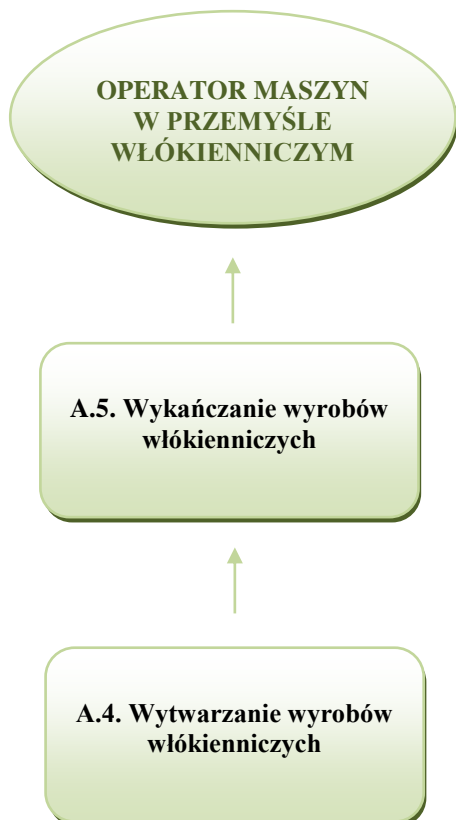 OPERATOR MASZYN
W PRZEMYŚLE
WŁÓKIENNICZYM
A.5. Wykańczanie wyrobów
włókienniczych
A.4. Wytwarzanie wyrobów
włókienniczych